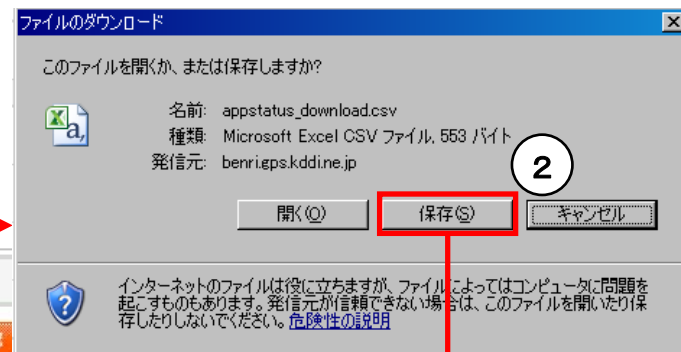 ファイルのダウンロード
このファイルを開くか、または保存しますか?
名前: appstatus_download.csv
種類: Microsoft Excel CSV ファイル, 553 バイト
発信元: benri.gps.kddi.ne.jp
2
開く(O) 保存(S) キャンセル
インターネットのファイルは役に立ちますが、ファイルによってはコンピュータに問題を
起こすものもあります。発信元が信頼できない場合は、このファイルを開いたり保
存したりしないでください。危険性の説明